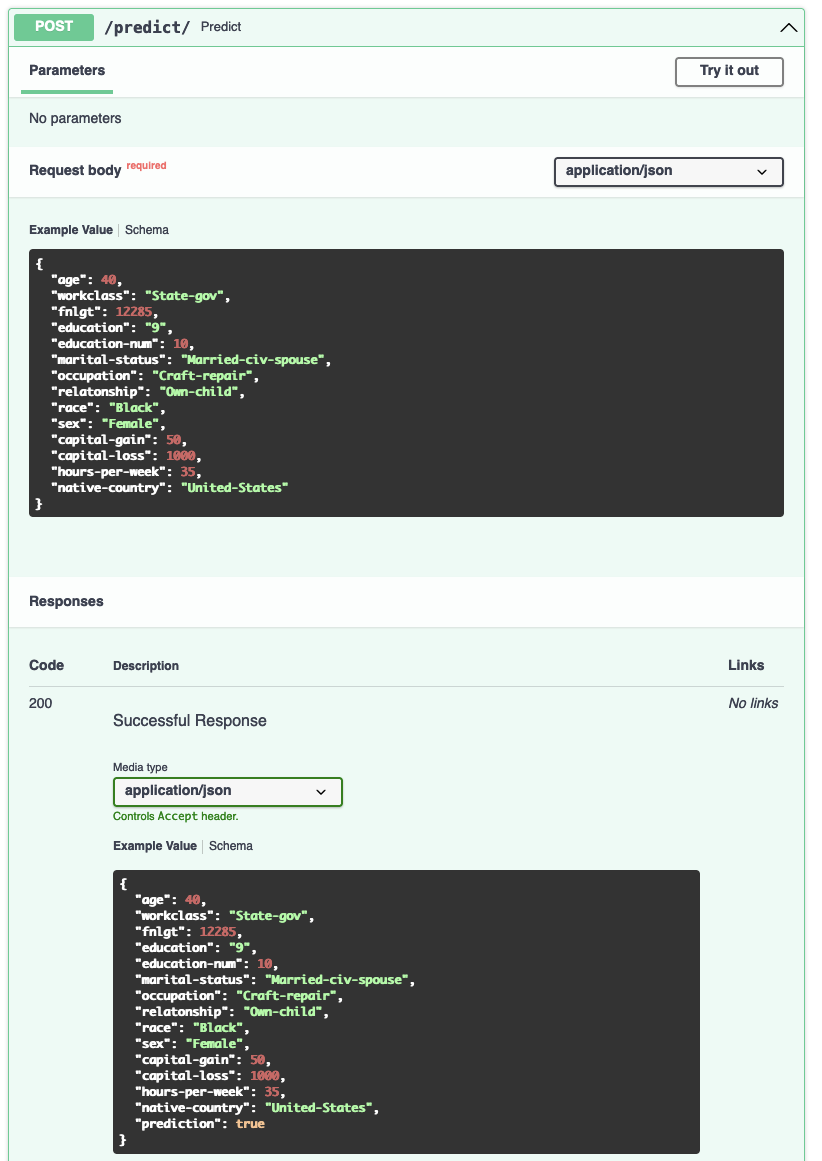 POST /predict/ Predict
Parameters
Try it out
No parameters
Request body required
application/json
Example Value Schema
{
  "age": 40,
  "workclass": "State-gov",
  "fnlgt": 12285,
  "education": "9",
  "education-num": 10,
  "marital-status": "Married-civ-spouse",
  "occupation": "Craft-repair",
  "relatonship": "Own-child",
  "race": "Black",
  "sex": "Female",
  "capital-gain": 50,
  "capital-loss": 1000,
  "hours-per-week": 35,
  "native-country": "United-States"
}
Responses
Code Description Links
200 Successful Response No links
Media type
application/json
Controls Accept header.
Example Value Schema
{
  "age": 40,
  "workclass": "State-gov",
  "fnlgt": 12285,
  "education": "9",
  "education-num": 10,
  "marital-status": "Married-civ-spouse",
  "occupation": "Craft-repair",
  "relatonship": "Own-child",
  "race": "Black",
  "sex": "Female",
  "capital-gain": 50,
  "capital-loss": 1000,
  "hours-per-week": 35,
  "native-country": "United-States",
  "prediction": true
}